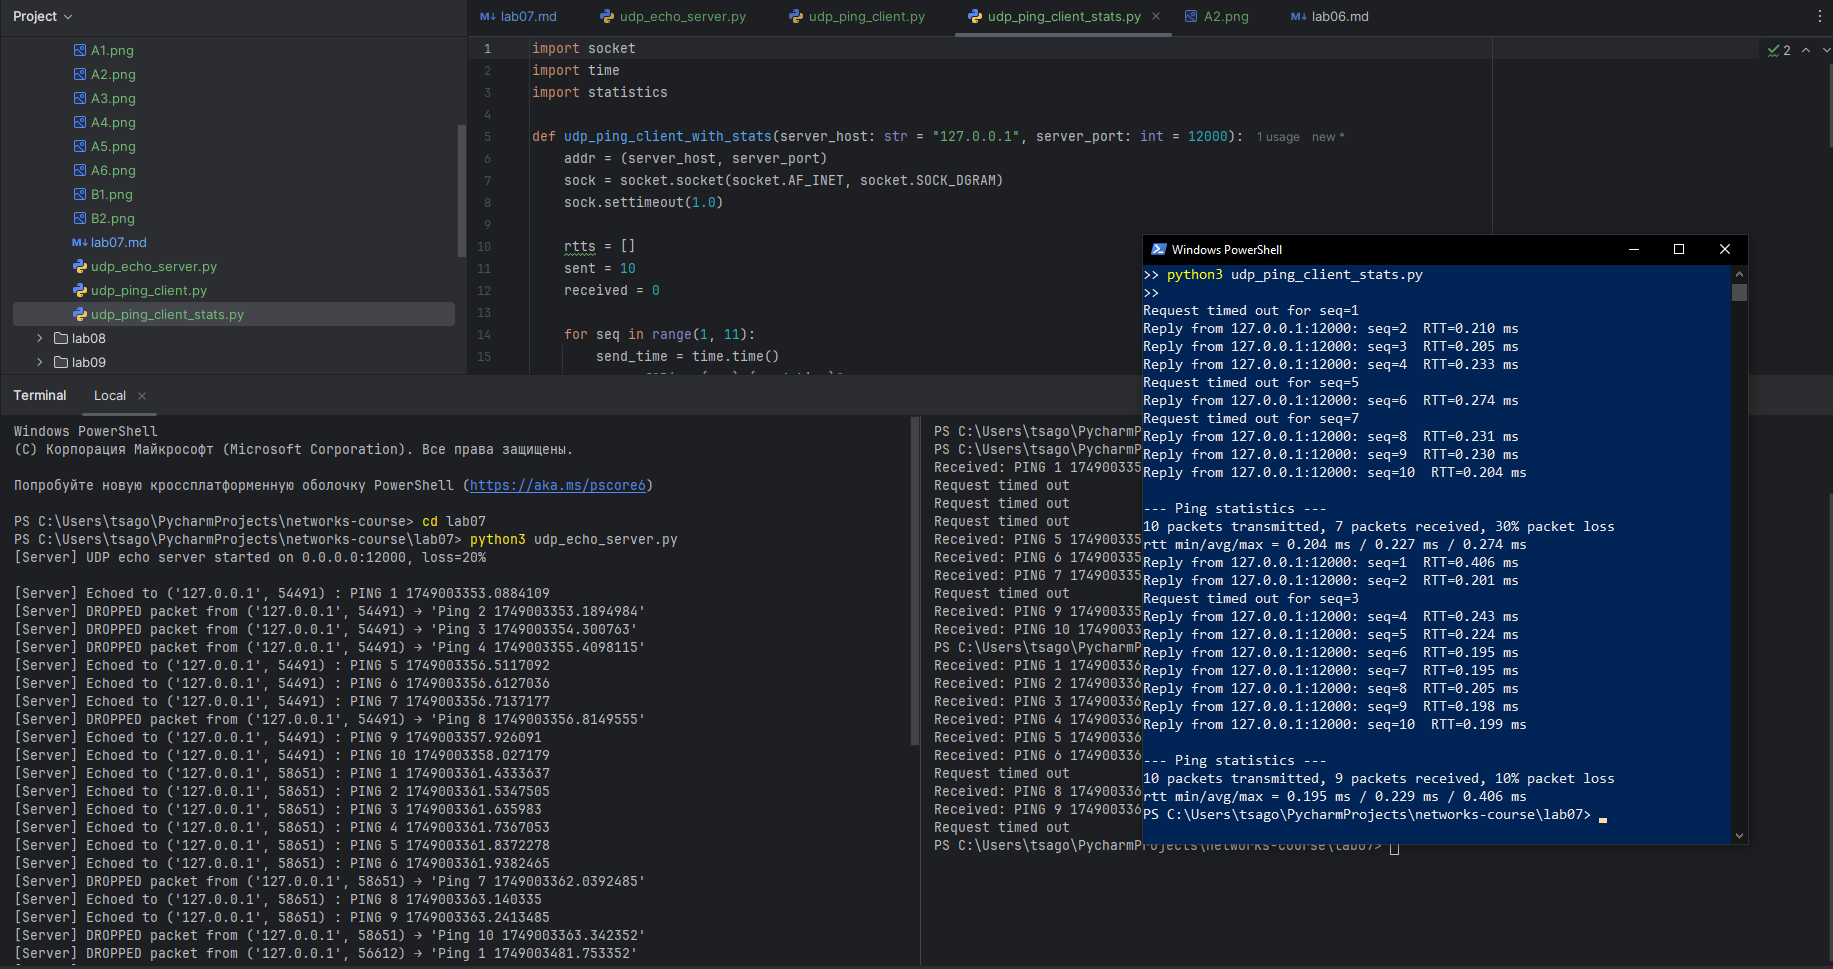 Project
lab07.md
udp_echo_server.py
udp_ping_client.py
udp_ping_client_stats.py
A2.png
lab06.md
A1.png
A2.png
A3.png
A4.png
A5.png
A6.png
B1.png
B2.png
lab07.md
udp_echo_server.py
udp_ping_client.py
udp_ping_client_stats.py
lab08
lab09
2
1 import socket
2 import time
3 import statistics
4
5 def udp_ping_client_with_stats(server_host: str = "127.0.0.1", server_port: int = 12000): 1 usage new *
6 addr = (server_host, server_port)
7 sock = socket.socket(socket.AF_INET, socket.SOCK_DGRAM)
8 sock.settimeout(1.0)
9
10 rtts = []
11 sent = 10
12 received = 0
13
14 for seq in range(1, 11):
15 send_time = time.time()
Terminal
Local
Windows PowerShell
(C) Корпорация Майкрософт (Microsoft Corporation). Все права защищены.
Попробуйте новую кроссплатформенную оболочку PowerShell (https://aka.ms/pscore6)
PS C:\Users\tsago\PycharmProjects\networks-course> cd lab07
PS C:\Users\tsago\PycharmProjects\networks-course\lab07> python3 udp_echo_server.py
[Server] UDP echo server started on 0.0.0.0:12000, loss=20%
[Server] Echoed to ('127.0.0.1', 54491) : PING 1 1749003353.0884109
[Server] DROPPED packet from ('127.0.0.1', 54491) → 'Ping 2 1749003353.1894984'
[Server] DROPPED packet from ('127.0.0.1', 54491) → 'Ping 3 1749003354.300763'
[Server] DROPPED packet from ('127.0.0.1', 54491) → 'Ping 4 1749003355.4098115'
[Server] Echoed to ('127.0.0.1', 54491) : PING 5 1749003356.5117092
[Server] Echoed to ('127.0.0.1', 54491) : PING 6 1749003356.6127036
[Server] Echoed to ('127.0.0.1', 54491) : PING 7 1749003356.7137177
[Server] DROPPED packet from ('127.0.0.1', 54491) → 'Ping 8 1749003356.8149555'
[Server] Echoed to ('127.0.0.1', 54491) : PING 9 1749003357.926091
[Server] Echoed to ('127.0.0.1', 54491) : PING 10 1749003358.027179
[Server] Echoed to ('127.0.0.1', 58651) : PING 1 1749003361.4333637
[Server] Echoed to ('127.0.0.1', 58651) : PING 2 1749003361.5347505
[Server] Echoed to ('127.0.0.1', 58651) : PING 3 1749003361.635983
[Server] Echoed to ('127.0.0.1', 58651) : PING 4 1749003361.7367053
[Server] Echoed to ('127.0.0.1', 58651) : PING 5 1749003361.8372278
[Server] Echoed to ('127.0.0.1', 58651) : PING 6 1749003361.9382465
[Server] DROPPED packet from ('127.0.0.1', 58651) → 'Ping 7 1749003362.0392485'
[Server] Echoed to ('127.0.0.1', 58651) : PING 8 1749003363.140335
[Server] Echoed to ('127.0.0.1', 58651) : PING 9 1749003363.2413485
[Server] DROPPED packet from ('127.0.0.1', 58651) → 'Ping 10 1749003363.342352'
[Server] DROPPED packet from ('127.0.0.1', 56612) → 'Ping 1 1749003481.753352'
PS C:\Users\tsago\PycharmP
PS C:\Users\tsago\PycharmP
Received: PING 1 174900335
Request timed out
Request timed out
Request timed out
Received: PING 5 174900335
Received: PING 6 174900335
Received: PING 7 174900335
Request timed out
Received: PING 9 174900335
Received: PING 10 17490033
PS C:\Users\tsago\PycharmP
Received: PING 1 174900336
Received: PING 2 174900336
Received: PING 3 174900336
Received: PING 4 174900336
Received: PING 5 174900336
Received: PING 6 174900336
Request timed out
Received: PING 8 174900336
Received: PING 9 174900336
Request timed out
PS C:\Users\tsago\PycharmProjects\networks-course\lab07>
Windows PowerShell
>> python3 udp_ping_client_stats.py
>>
Request timed out for seq=1
Reply from 127.0.0.1:12000: seq=2 RTT=0.210 ms
Reply from 127.0.0.1:12000: seq=3 RTT=0.205 ms
Reply from 127.0.0.1:12000: seq=4 RTT=0.233 ms
Request timed out for seq=5
Reply from 127.0.0.1:12000: seq=6 RTT=0.274 ms
Request timed out for seq=7
Reply from 127.0.0.1:12000: seq=8 RTT=0.231 ms
Reply from 127.0.0.1:12000: seq=9 RTT=0.230 ms
Reply from 127.0.0.1:12000: seq=10 RTT=0.204 ms
--- Ping statistics ---
10 packets transmitted, 7 packets received, 30% packet loss
rtt min/avg/max = 0.204 ms / 0.227 ms / 0.274 ms
Reply from 127.0.0.1:12000: seq=1 RTT=0.406 ms
Reply from 127.0.0.1:12000: seq=2 RTT=0.201 ms
Request timed out for seq=3
Reply from 127.0.0.1:12000: seq=4 RTT=0.243 ms
Reply from 127.0.0.1:12000: seq=5 RTT=0.224 ms
Reply from 127.0.0.1:12000: seq=6 RTT=0.195 ms
Reply from 127.0.0.1:12000: seq=7 RTT=0.195 ms
Reply from 127.0.0.1:12000: seq=8 RTT=0.205 ms
Reply from 127.0.0.1:12000: seq=9 RTT=0.198 ms
Reply from 127.0.0.1:12000: seq=10 RTT=0.199 ms
--- Ping statistics ---
10 packets transmitted, 9 packets received, 10% packet loss
rtt min/avg/max = 0.195 ms / 0.229 ms / 0.406 ms
PS C:\Users\tsago\PycharmProjects\networks-course\lab07>